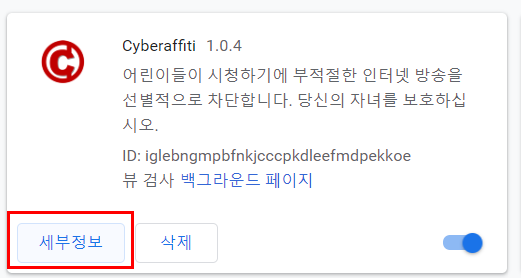 Cyberaffiti 1.0.4
어린이들이 시청하기에 부적절한 인터넷 방송을
선별적으로 차단합니다. 당신의 자녀를 보호하십
시오.
ID: iglebngmpbfnkjcccpkdleefmdpekkoe
뷰 검사 백그라운드 페이지
세부정보 삭제